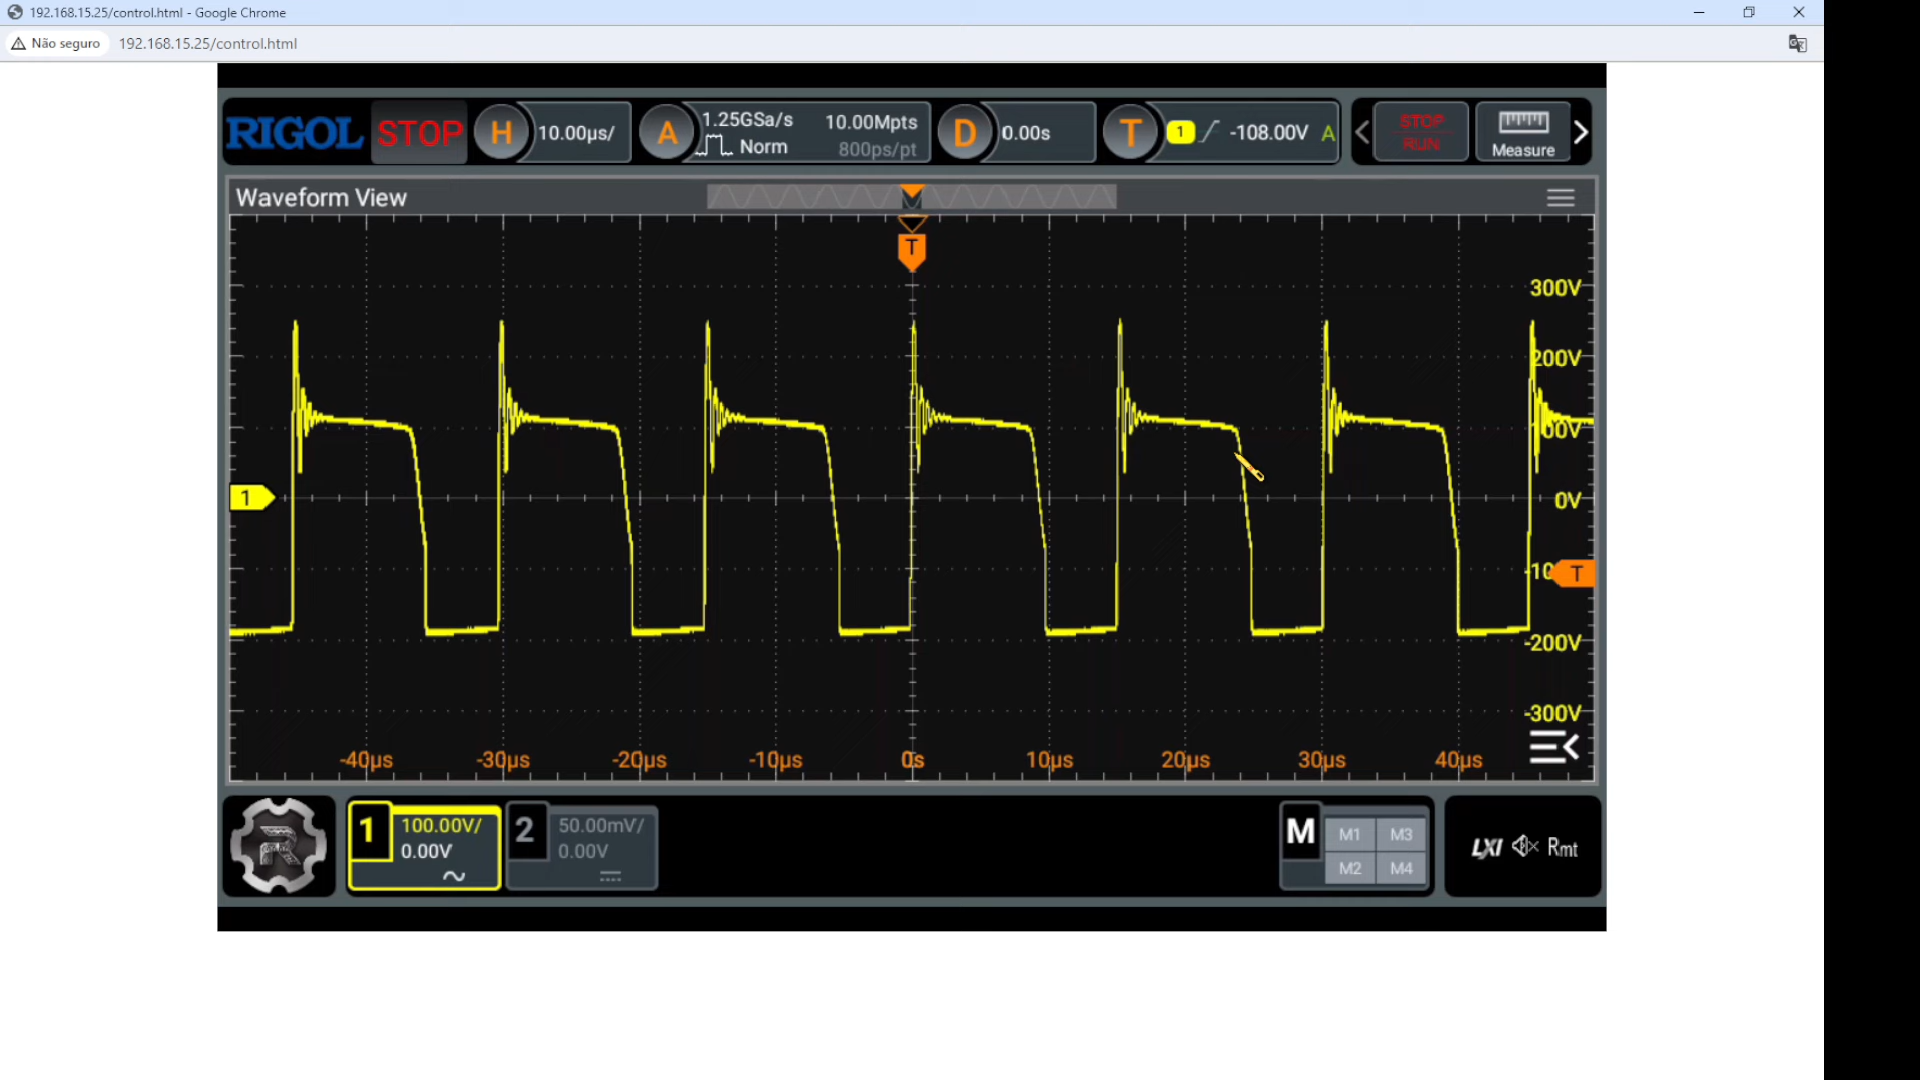 192.168.15.25/control.html - Google Chrome
Não seguro 192.168.15.25/control.html
RIGOL STOP H 10.00µs/ A 1.25GSa/s 10.00Mpts D 0.00s T 1 -108.00V A STOP
Norm 800ps/pt RUN Measure
Waveform View
T
300V
200V
100V
1
0V
T
-200V
-300V
-40µs -30µs -20µs -10µs 0s 10µs 20µs 30µs 40µs
1 100.00V/ 2 50.00mV/ M M1 M3
0.00V 0.00V M2 M4
LXI Rmt
R